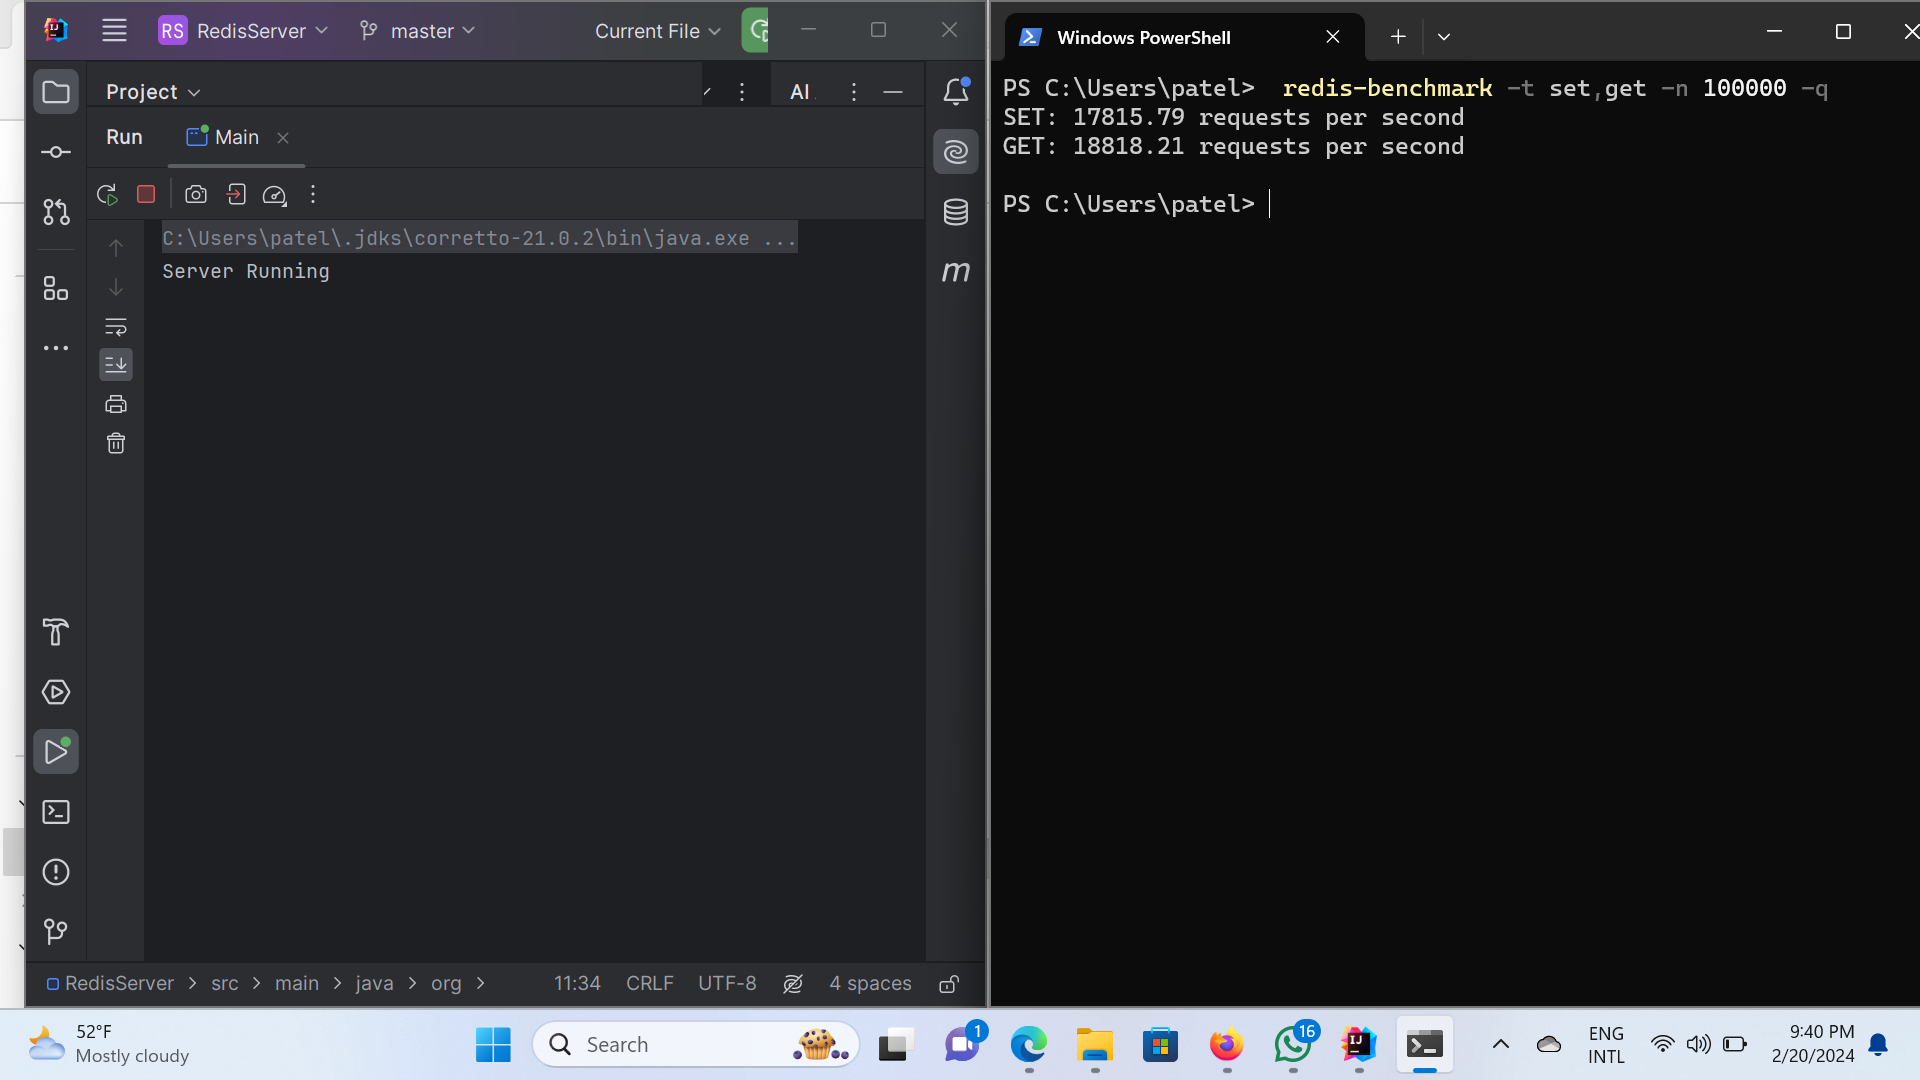 RS RedisServer master Current File
Project AI
Run Main
C:\Users\patel\.jdks\corretto-21.0.2\bin\java.exe ...
Server Running
m
RedisServer > src > main > java > org >
11:34 CRLF UTF-8 4 spaces
Windows PowerShell
PS C:\Users\patel>  redis-benchmark -t set,get -n 100000 -q
SET: 17815.79 requests per second
GET: 18818.21 requests per second
PS C:\Users\patel>
52°F
Mostly cloudy
Search
1
16
IJ
ENG
INTL
9:40 PM
2/20/2024